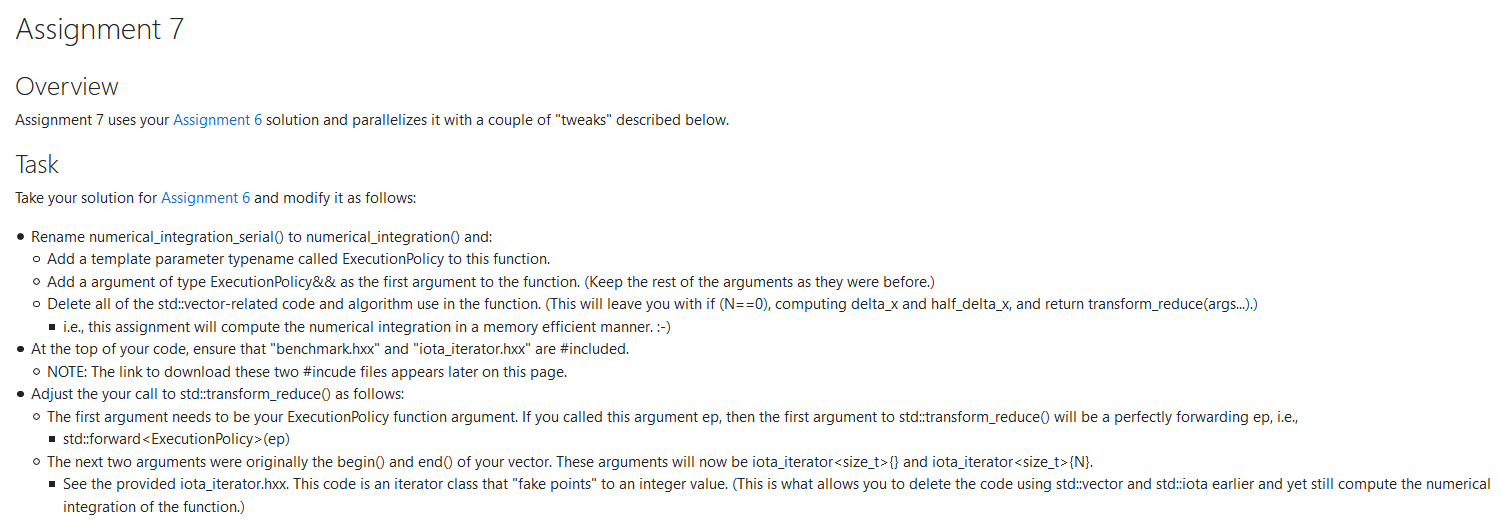 Assignment 7
Overview
Assignment 7 uses your Assignment 6 solution and parallelizes it with a couple of "tweaks" described below.
Task
Take your solution for Assignment 6 and modify it as follows:
● Rename numerical_integration_serial() to numerical_integration() and:
○ Add a template parameter typename called ExecutionPolicy to this function.
○ Add a argument of type ExecutionPolicy&& as the first argument to the function. (Keep the rest of the arguments as they were before.)
○ Delete all of the std::vector-related code and algorithm use in the function. (This will leave you with if (N==0), computing delta_x and half_delta_x, and return transform_reduce(args...).)
■ i.e., this assignment will compute the numerical integration in a memory efficient manner. :-)
● At the top of your code, ensure that "benchmark.hxx" and "iota_iterator.hxx" are #included.
○ NOTE: The link to download these two #incude files appears later on this page.
● Adjust the your call to std::transform_reduce() as follows:
○ The first argument needs to be your ExecutionPolicy function argument. If you called this argument ep, then the first argument to std::transform_reduce() will be a perfectly forwarding ep, i.e.,
■ std::forward<ExecutionPolicy>(ep)
○ The next two arguments were originally the begin() and end() of your vector. These arguments will now be iota_iterator<size_t>{} and iota_iterator<size_t>{N}.
■ See the provided iota_iterator.hxx. This code is an iterator class that "fake points" to an integer value. (This is what allows you to delete the code using std::vector and std::iota earlier and yet still compute the numerical
integration of the function.)